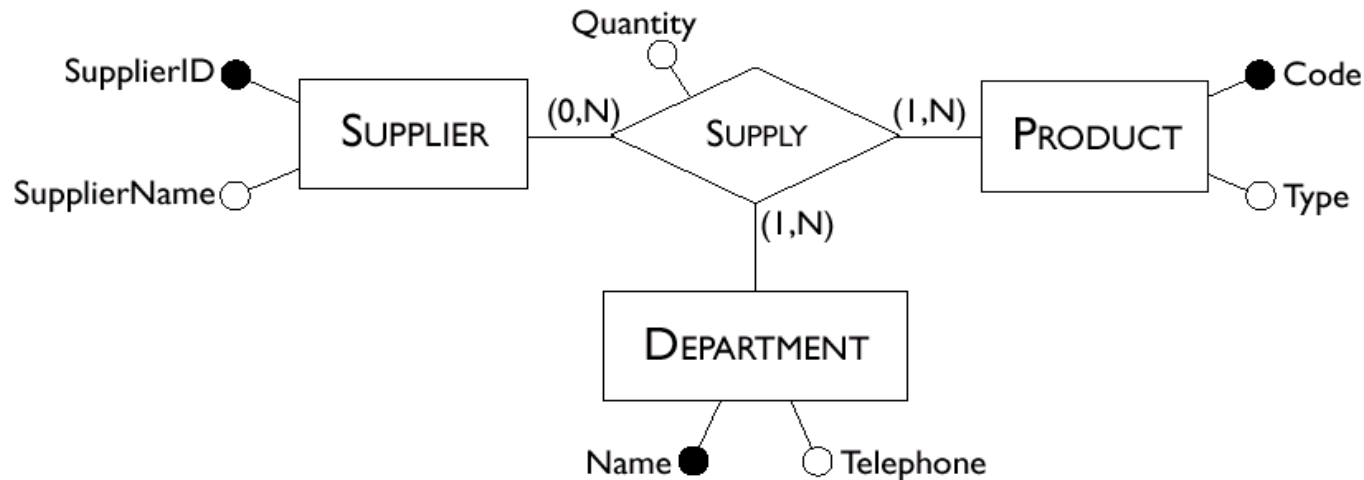 Quantity
SupplierID
Code
(0,N)
(1,N)
SUPPLIER
SUPPLY
PRODUCT
SupplierName
Type
(1,N)
DEPARTMENT
Name
Telephone